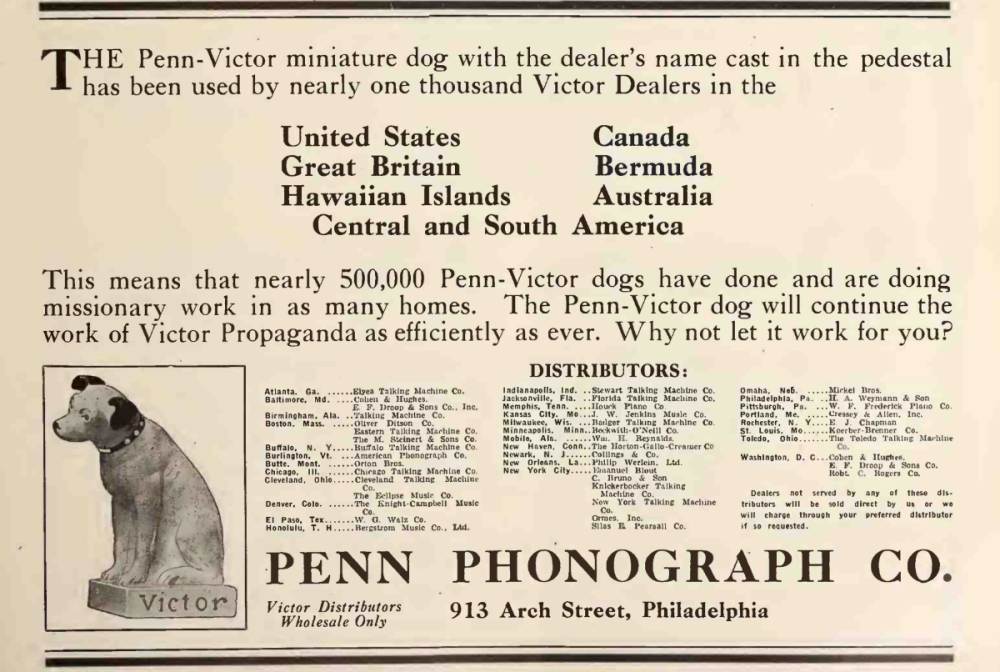 THE Penn-Victor miniature dog with the dealer's name cast in the pedestal
has been used by nearly one thousand Victor Dealers in the
United States
Canada
Great Britain
Bermuda
Hawaiian Islands
Australia
Central and South America
This means that nearly 500,000 Penn-Victor dogs have done and are doing
missionary work in as many homes. The Penn-Victor dog will continue the
work of Victor Propaganda as efficiently as ever. Why not let it work for you?
DISTRIBUTORS:
Atlanta, Ga. ......Elyea Talking Machine Co.
Baltimore, Md. ....Cohen & Hughes.
E. F. Droop & Sons Co., Inc.
Birmingham, Ala. ..Talking Machine Co.
Boston, Mass. .....Oliver Ditson Co.
Eastern Talking Machine Co.
The M. Steinert & Sons Co.
Buffalo, N. Y......Buffalo Talking Machine Co.
Burlington, Vt. ...American Phonograph Co.
Butte, Mont. ......Orton Bros.
Chicago, Ill. .....Chicago Talking Machine Co.
Cleveland, Ohio....Cleveland Talking Machine
Co.
The Eclipse Music Co.
Denver, Colo. .....The Knight-Campbell Music
Co.
El Paso, Tex.......W. G. Walz Co.
Honolulu, T. H.....Bergstrom Music Co., Ltd.
Indianapolis, Ind. ..Stewart Talking Machine Co.
Jacksonville, Fla. ..Florida Talking Machine Co.
Memphis, Tenn. ....Houck Piano Co
Kansas City, Mo...J. W. Jenkins Music Co.
Milwaukee, Wis. ...Badger Talking Machine Co.
Minneapolis, Minn..Beckwith-O'Neill Co.
Mobile, Ala. ......Wm. H. Reynalds.
New Haven, Conn...The Horton-Gallo-Creamer Co
Newark, N. J......Collings & Co.
New Orleans, La...Philip Werlein, Ltd.
New York City.....Emanuel Blout
C. Bruno & Son
Knickerbocker Talking
Machine Co.
New York Talking Machine
Co.
Ormes, Inc.
Silas E. Pearsall Co.
Omaha, Neb. .....Mickel Bros.
Philadelphia, Pa. ...H. A. Weymann & Son
Pittsburgh, Pa. ...W. F. Frederick Piano Co.
Portland, Me. ....Cressey & Allen, Inc.
Rochester, N. Y....E. J. Chapman
St. Louis, Mo.....Koerber-Brenner Co.
Toledo, Ohio......The Toledo Talking Machine
Co.
Washington, D. C...Cohen & Hughes.
E. F. Droop & Sons Co.
Robt. C. Rogers Co.
Dealers not served by any of these dis-
tributors will be sold direct by us or we
will charge through your preferred distributor
if so requested.
Victor
PENN PHONOGRAPH CO.
Victor Distributors
Wholesale Only
913 Arch Street, Philadelphia